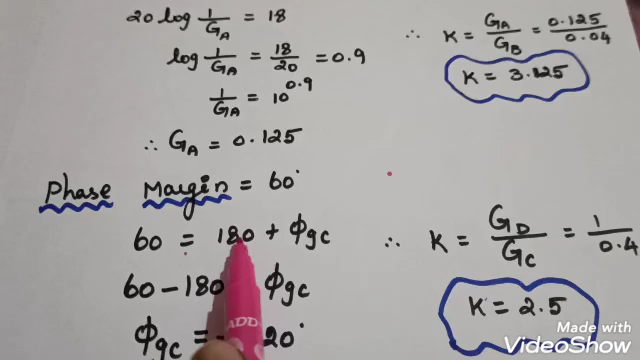 20 log 1/G_A = 18
log 1/G_A = 18/20 = 0.9
1/G_A = 10^0.9
∴ G_A = 0.125
∴ K = G_A/G_B = 0.125/0.04
K = 3.125
Phase Margin = 60°
60 = 180 + ϕgc
60 - 180 ϕgc
ϕgc = 20°
∴ K = G_D/G_C = 1/0.4
K = 2.5
ADD
Made with
VideoShow